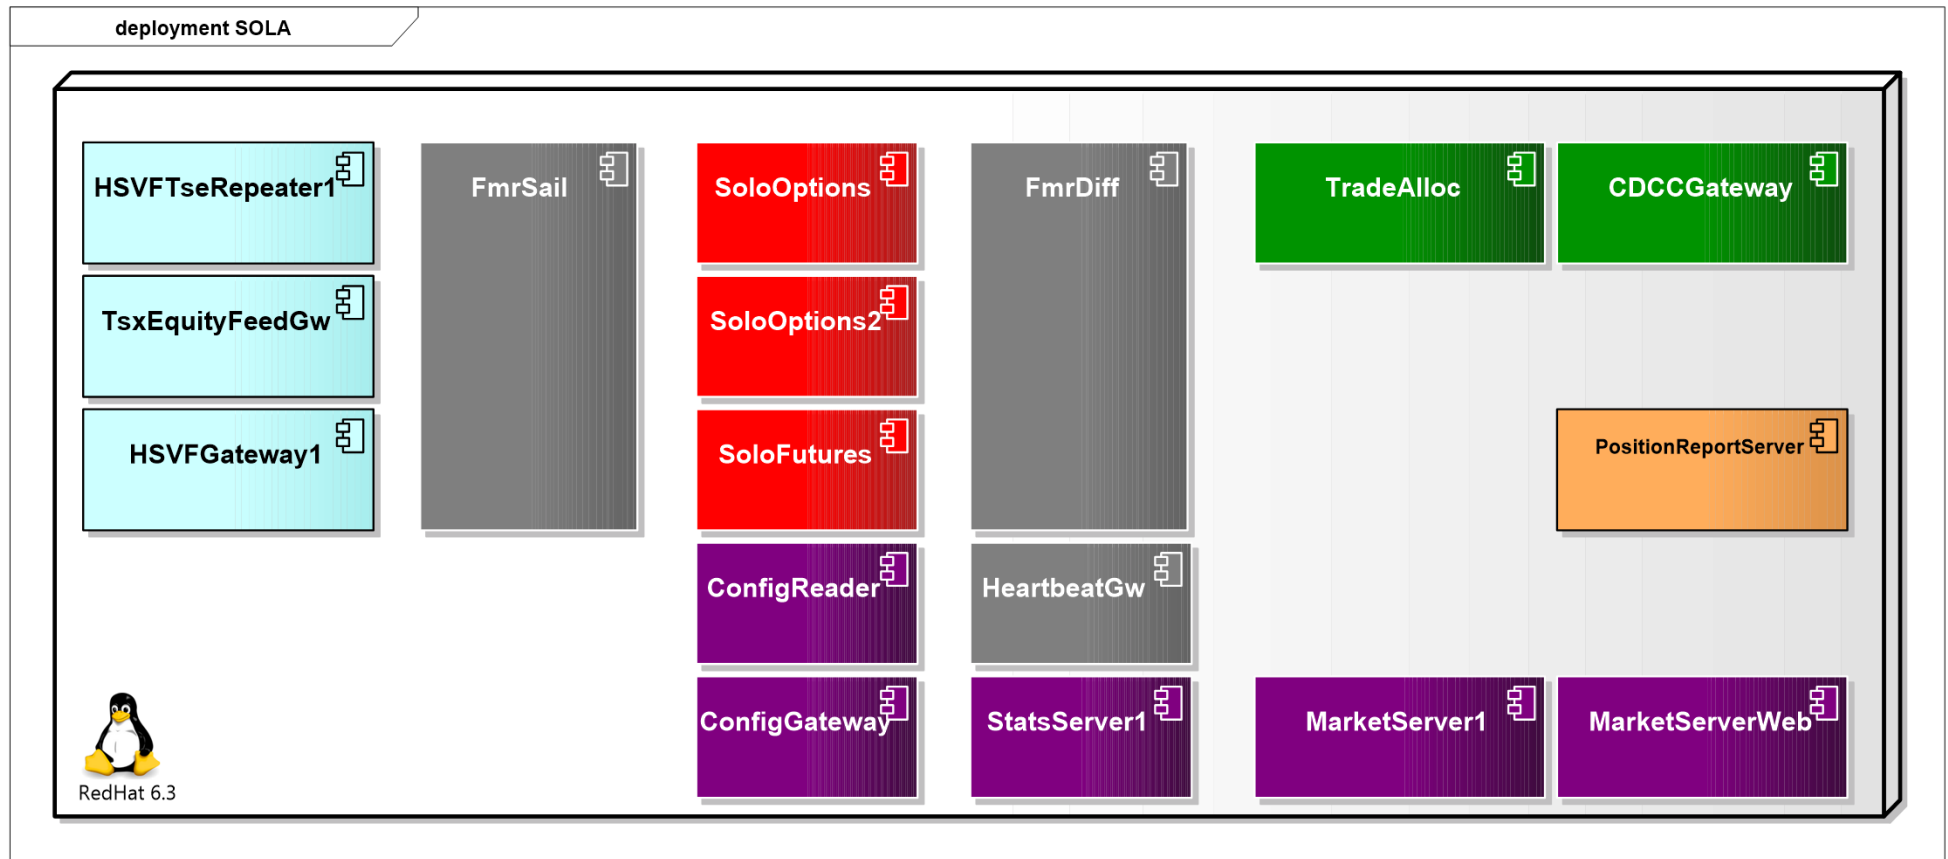 deployment SOLA
HSVFTseRepeater1
FmrSail
SoloOptions
FmrDiff
TradeAlloc
CDCCGateway
TsxEquityFeedGw
SoloOptions2
HSVFGateway1
SoloFutures
PositionReportServer
ConfigReader
HeartbeatGw
ConfigGateway
StatsServer1
MarketServer1
MarketServerWeb
RedHat 6.3